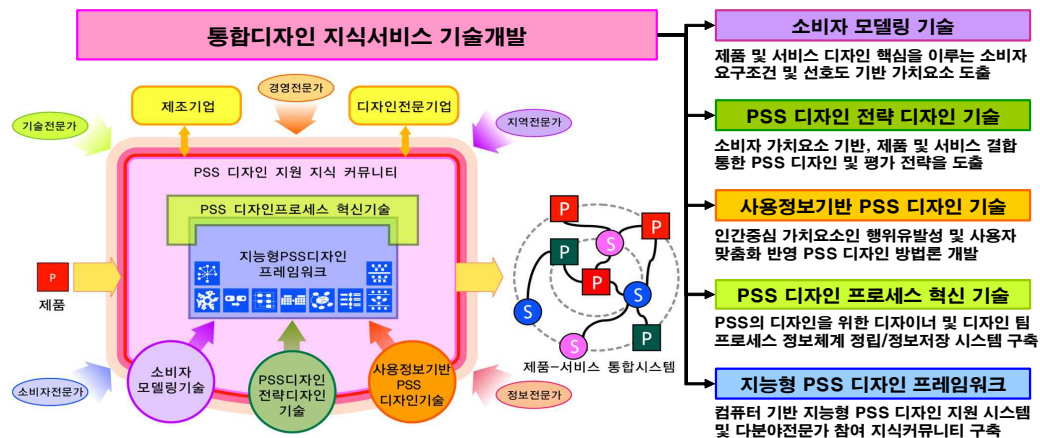 통합디자인 지식서비스 기술개발
경영전문가
제조기업
디자인전문기업
기술전문가
지역전문가
PSS 디자인 지원 지식 커뮤니티
PSS 디자인프로세스 혁신기술
지능형PSS디자인
프레임워크
P
제품
소비자
모델링기술
PSS디자인
전략디자인
기술
사용정보기반
PSS
디자인기술
소비자전문가
정보전문가
P
P
S
P
P
S
S
P
S
제품-서비스 통합시스템
소비자 모델링 기술
제품 및 서비스 디자인 핵심을 이루는 소비자
요구조건 및 선호도 기반 가치요소 도출
PSS 디자인 전략 디자인 기술
소비자 가치요소 기반, 제품 및 서비스 결합
통한 PSS 디자인 및 평가 전략을 도출
사용정보기반 PSS 디자인 기술
인간중심 가치요소인 행위유발성 및 사용자
맞춤화 반영 PSS 디자인 방법론 개발
PSS 디자인 프로세스 혁신 기술
PSS의 디자인을 위한 디자이너 및 디자인 팀
프로세스 정보체계 정립/정보저장 시스템 구축
지능형 PSS 디자인 프레임워크
컴퓨터 기반 지능형 PSS 디자인 지원 시스템
및 다분야전문가 참여 지식커뮤니티 구축